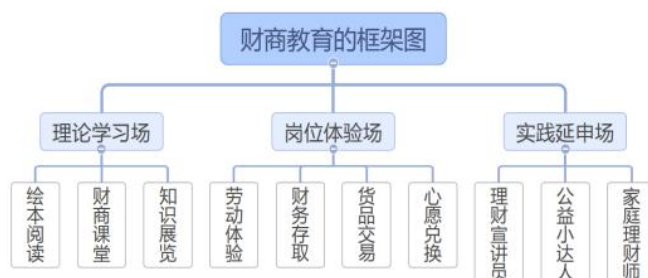 财商教育的框架图
理论学习场
岗位体验场
实践延申场
绘本阅读
财商课堂
知识展览
劳动体验
财务存取
货品交易
心愿兑换
理财宣讲员
公益小达人
家庭理财师